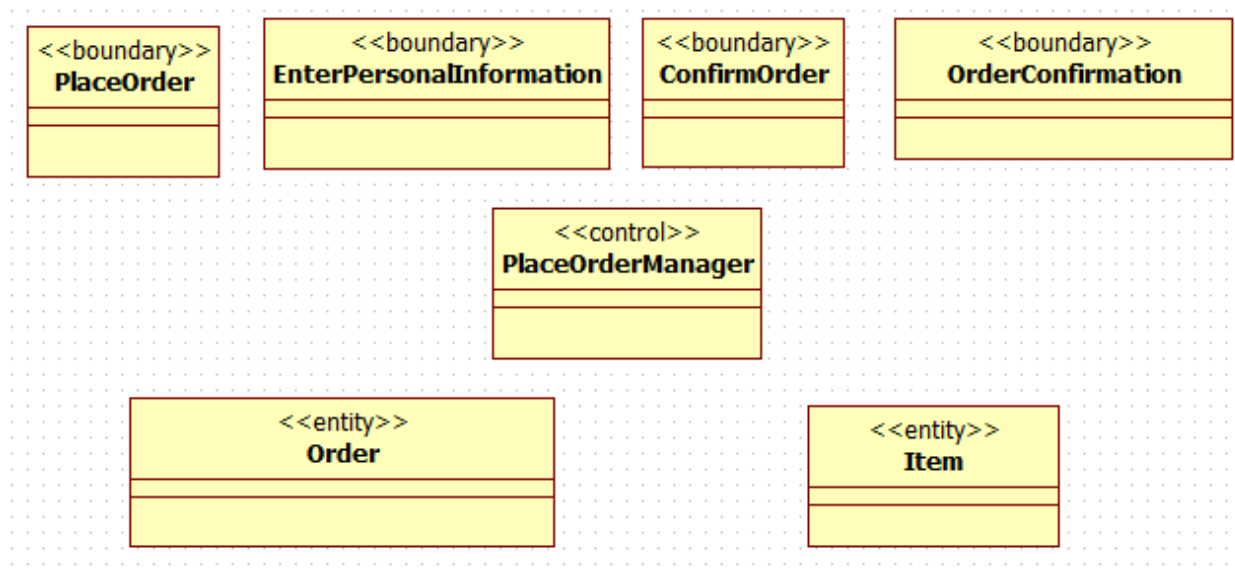 <<boundary>>
PlaceOrder
<<boundary>>
EnterPersonalInformation
<<boundary>>
ConfirmOrder
<<boundary>>
OrderConfirmation
<<control>>
PlaceOrderManager
<<entity>>
Order
<<entity>>
Item